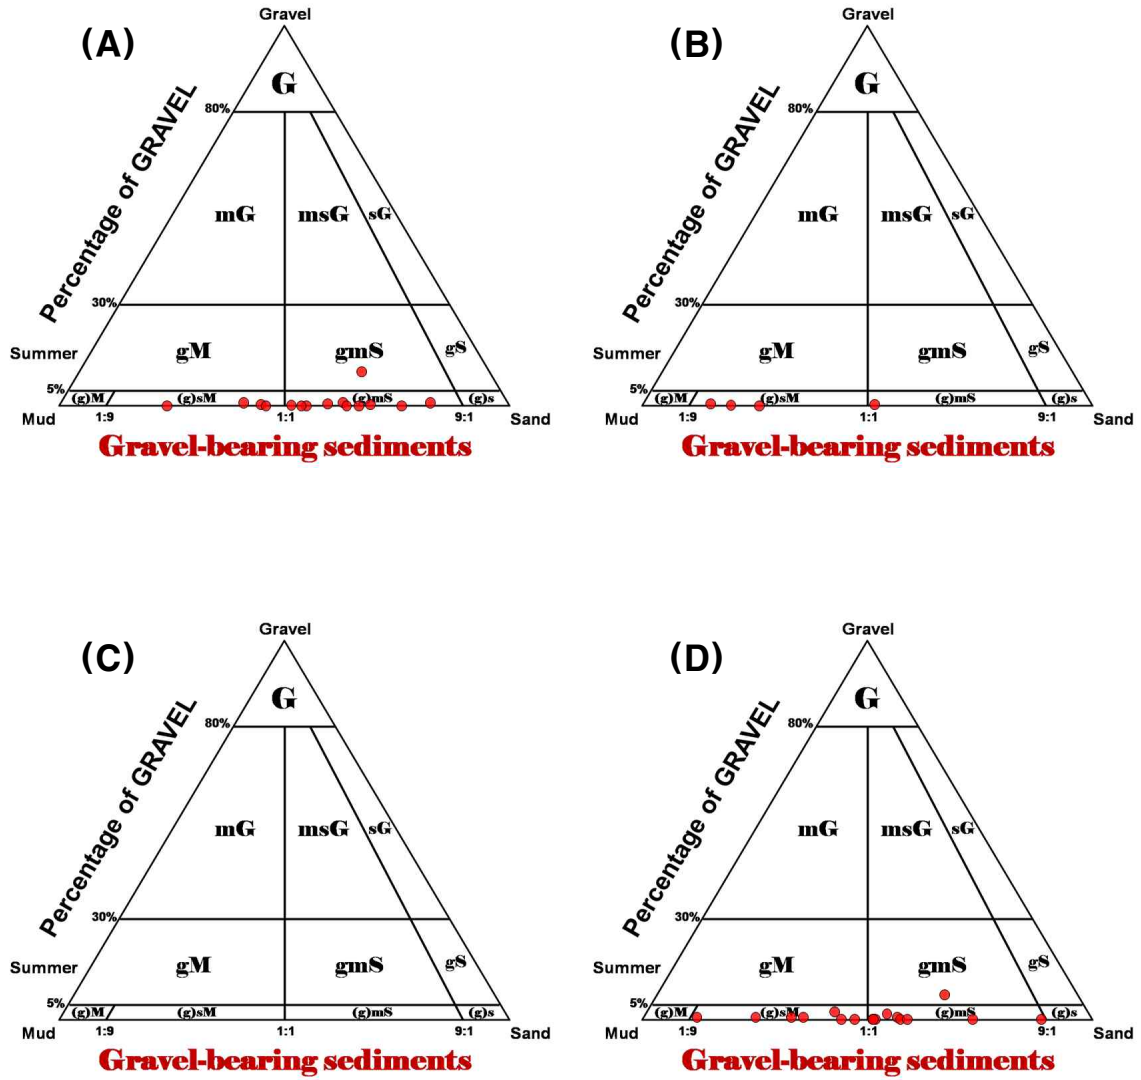 (A)
Gravel
G
80%
Percentage of GRAVEL
mG msG sG
30%
Summer
gM gmS gS
5%
(g)M (g)sM (g)mS (g)s
Mud 1:9 1:1 9:1 Sand
Gravel-bearing sediments
(B)
Gravel
G
80%
Percentage of GRAVEL
mG msG sG
30%
Summer
gM gmS gS
5%
(g)M (g)sM (g)mS (g)s
Mud 1:9 1:1 9:1 Sand
Gravel-bearing sediments
(C)
Gravel
G
80%
Percentage of GRAVEL
mG msG sG
30%
Summer
gM gmS gS
5%
(g)M (g)sM (g)mS (g)s
Mud 1:9 1:1 9:1 Sand
Gravel-bearing sediments
(D)
Gravel
G
80%
Percentage of GRAVEL
mG msG sG
30%
Summer
gM gmS gS
5%
(g)M (g)sM (g)mS (g)s
Mud 1:9 1:1 9:1 Sand
Gravel-bearing sediments